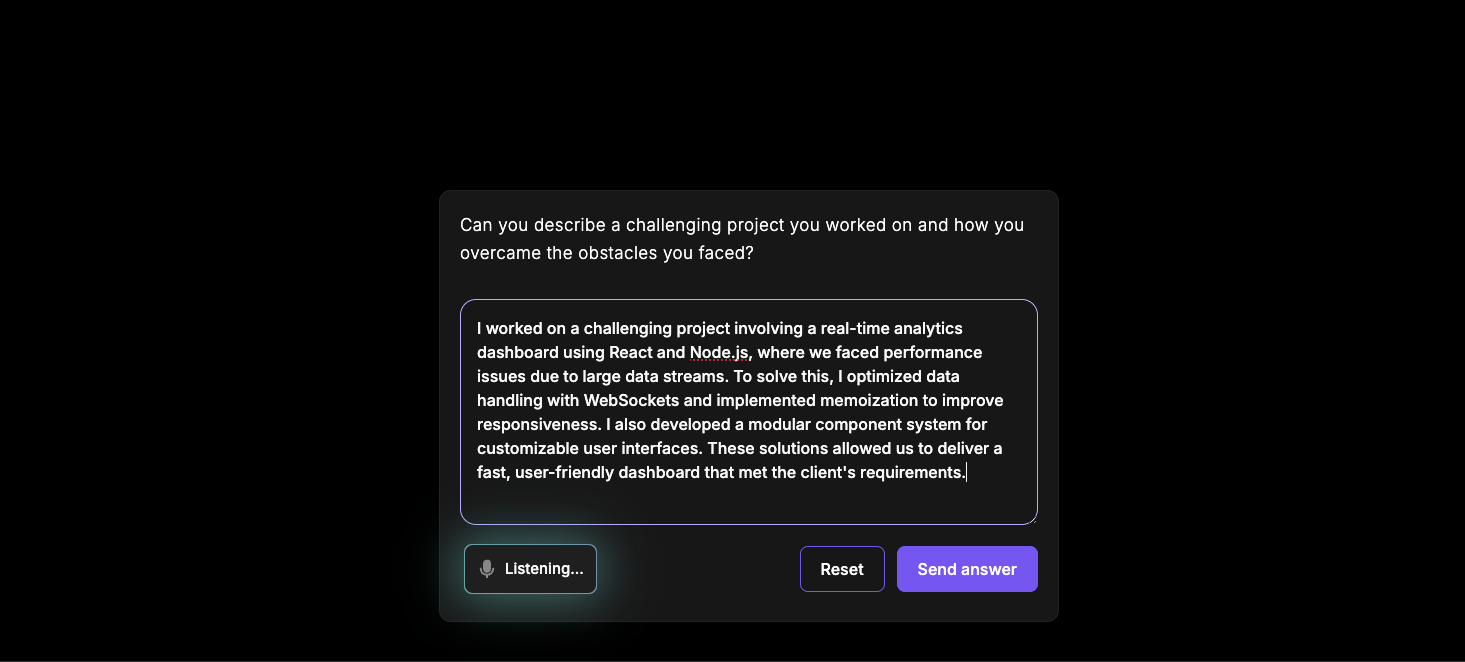 Can you describe a challenging project you worked on and how you
overcame the obstacles you faced?
I worked on a challenging project involving a real-time analytics
dashboard using React and Node.js, where we faced performance
issues due to large data streams. To solve this, I optimized data
handling with WebSockets and implemented memoization to improve
responsiveness. I also developed a modular component system for
customizable user interfaces. These solutions allowed us to deliver a
fast, user-friendly dashboard that met the client's requirements.
Listening...
Reset
Send answer